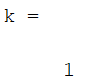 k =
1